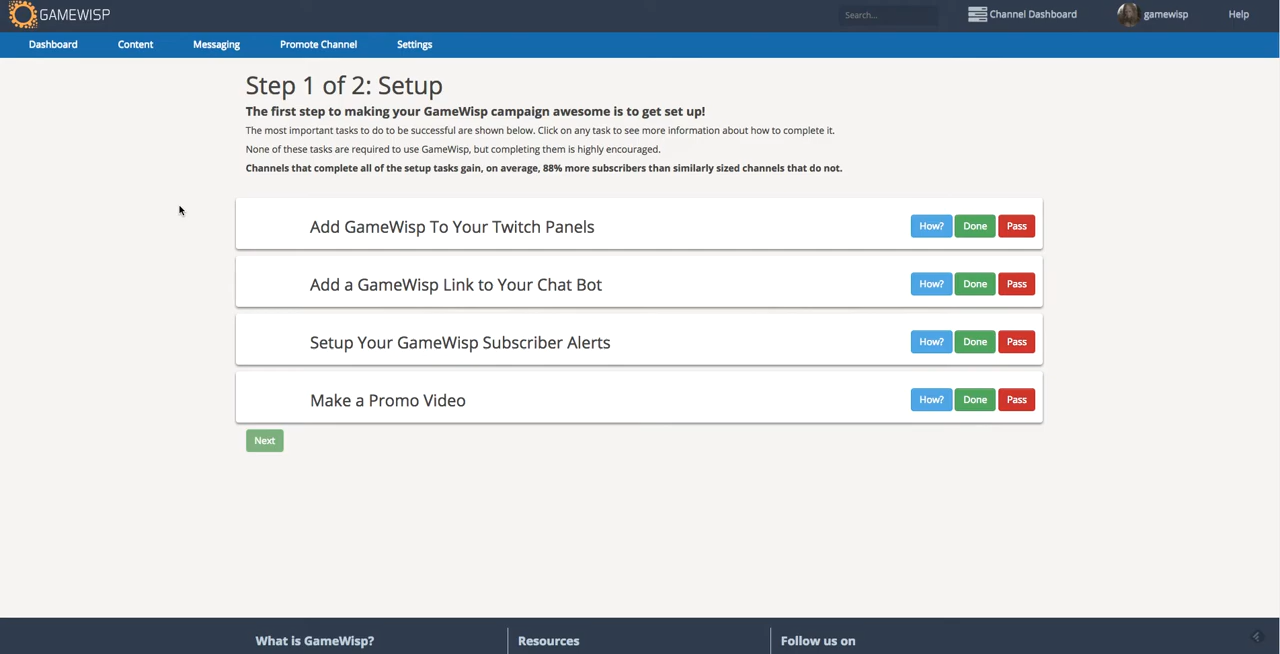 GAMEWISP
Search...
Channel Dashboard
gamewisp
Help
Dashboard
Content
Messaging
Promote Channel
Settings
Step 1 of 2: Setup
The first step to making your GameWisp campaign awesome is to get set up!
The most important tasks to do to be successful are shown below. Click on any task to see more information about how to complete it.
None of these tasks are required to use GameWisp, but completing them is highly encouraged.
Channels that complete all of the setup tasks gain, on average, 88% more subscribers than similarly sized channels that do not.
Add GameWisp To Your Twitch Panels
How? Done Pass
Add a GameWisp Link to Your Chat Bot
How? Done Pass
Setup Your GameWisp Subscriber Alerts
How? Done Pass
Make a Promo Video
How? Done Pass
Next
What is GameWisp?
Resources
Follow us on